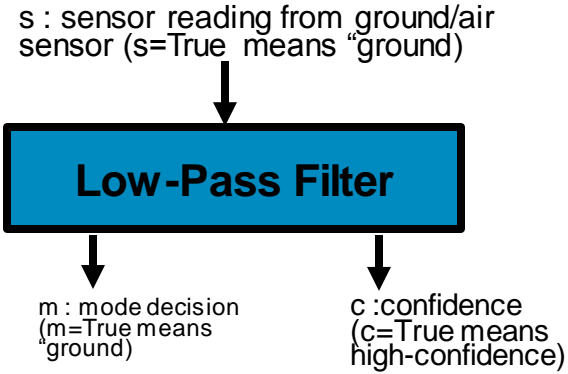 s : sensor reading from ground/air
sensor (s=True means “ground)
Low-Pass Filter
m : mode decision
(m=True means
“ground)
c :confidence
(c=True means
high-confidence)